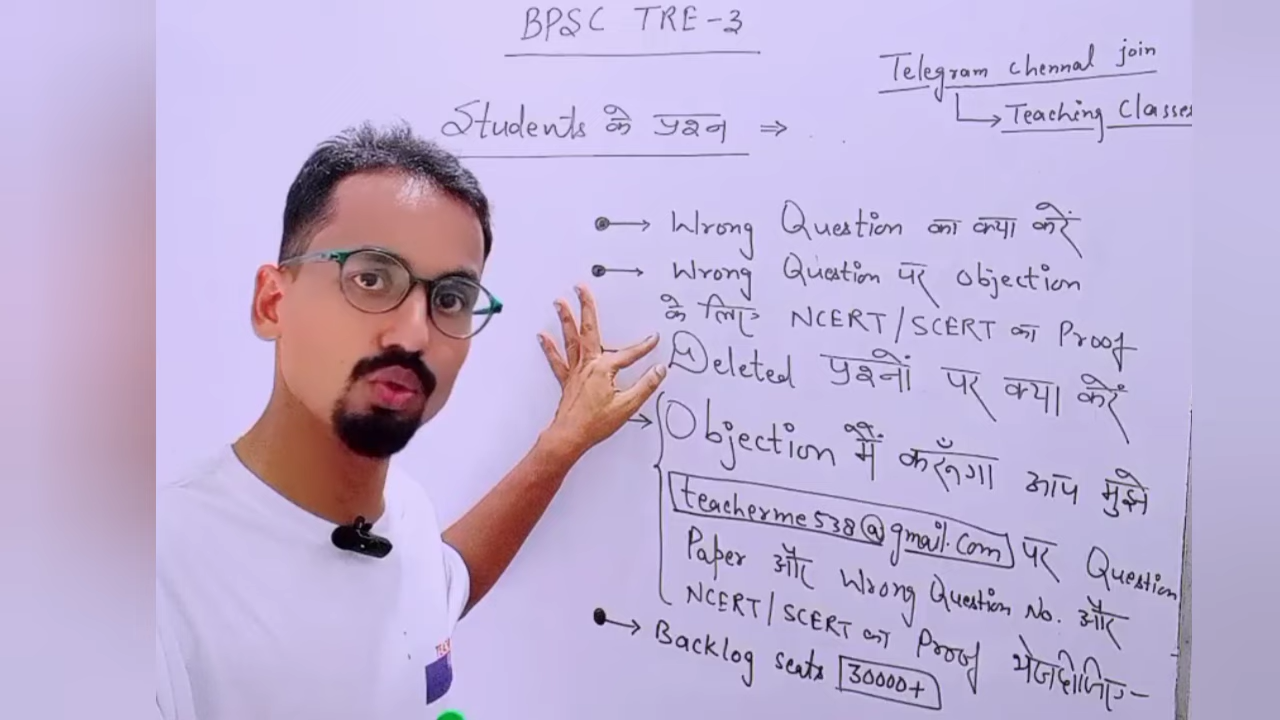 BPSC TRE-3
Telegram chennal join
Teaching Classes
Students के प्रश्न ⇒
Wrong Question का क्या करें
Wrong Question पर objection
के लिए NCERT/SCERT का Proof
Deleted प्रश्नों पर क्या करें
Objection मैं करूँगा आप मुझे
teacherme538@gmail.com पर Question
Paper और Wrong Question No. और
NCERT/SCERT का Proof भेजदीजिए-
Backlog seats 30000+